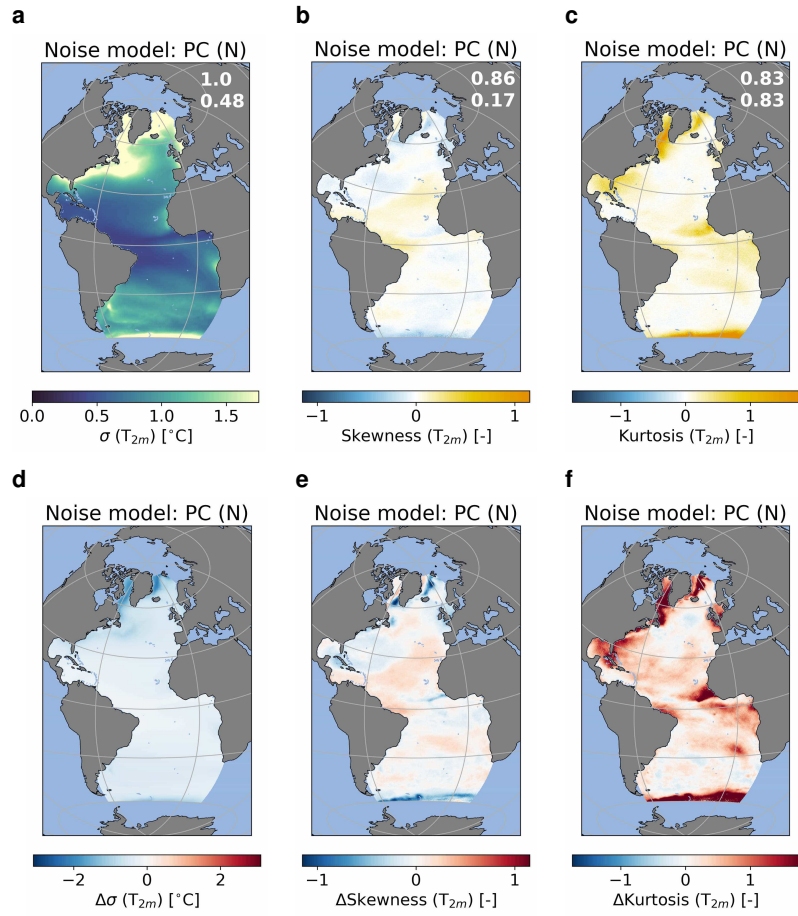 a
b
c
Noise model: PC (N)
Noise model: PC (N)
Noise model: PC (N)
1.0
0.48
0.86
0.17
0.83
0.83
0.0 0.5 1.0 1.5
σ (T₂ₘ) [°C]
−1 0 1
Skewness (T₂ₘ) [-]
−1 0 1
Kurtosis (T₂ₘ) [-]
d
e
f
Noise model: PC (N)
Noise model: PC (N)
Noise model: PC (N)
−2 0 2
Δσ (T₂ₘ) [°C]
−1 0 1
ΔSkewness (T₂ₘ) [-]
−1 0 1
ΔKurtosis (T₂ₘ) [-]